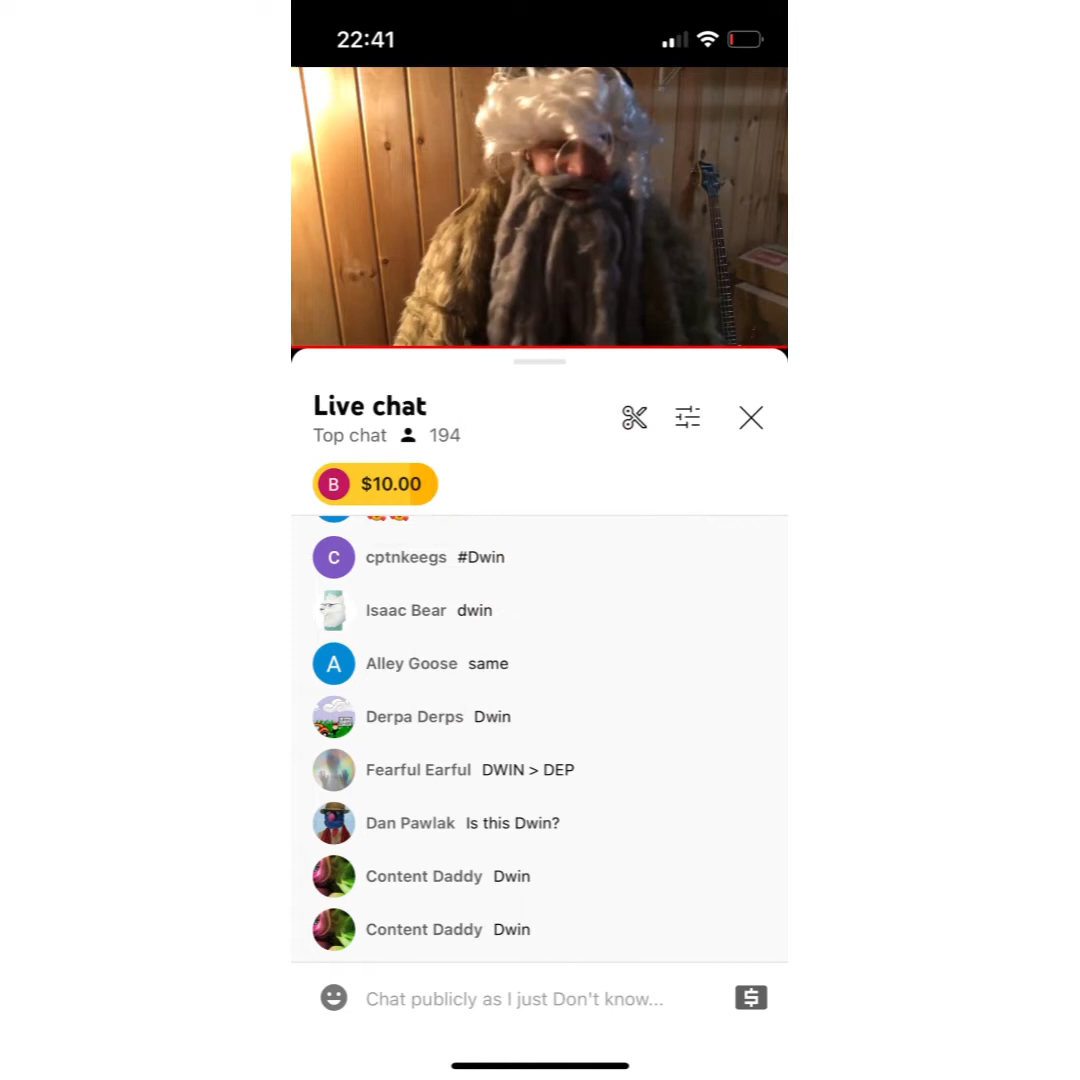 22:41
Live chat
Top chat 194
B $10.00
C cptnkeegs #Dwin
Isaac Bear dwin
A Alley Goose same
Derpa Derps Dwin
Fearful Earful DWIN > DEP
Dan Pawlak Is this Dwin?
Content Daddy Dwin
Content Daddy Dwin
Chat publicly as I just Don't know...
$